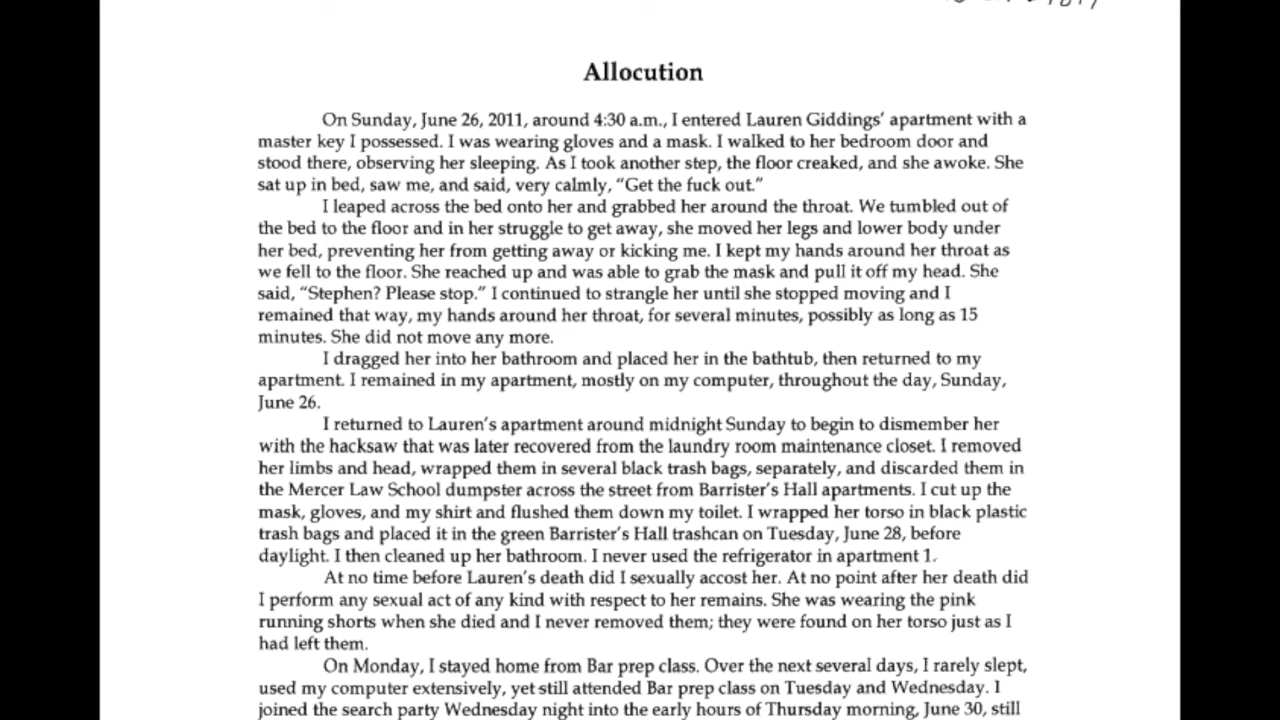 Allocution
On Sunday, June 26, 2011, around 4:30 a.m., I entered Lauren Giddings' apartment with a
master key I possessed. I was wearing gloves and a mask. I walked to her bedroom door and
stood there, observing her sleeping. As I took another step, the floor creaked, and she awoke. She
sat up in bed, saw me, and said, very calmly, "Get the fuck out."
I leaped across the bed onto her and grabbed her around the throat. We tumbled out of
the bed to the floor and in her struggle to get away, she moved her legs and lower body under
her bed, preventing her from getting away or kicking me. I kept my hands around her throat as
we fell to the floor. She reached up and was able to grab the mask and pull it off my head. She
said, "Stephen? Please stop." I continued to strangle her until she stopped moving and I
remained that way, my hands around her throat, for several minutes, possibly as long as 15
minutes. She did not move any more.
I dragged her into her bathroom and placed her in the bathtub, then returned to my
apartment. I remained in my apartment, mostly on my computer, throughout the day, Sunday,
June 26.
I returned to Lauren's apartment around midnight Sunday to begin to dismember her
with the hacksaw that was later recovered from the laundry room maintenance closet. I removed
her limbs and head, wrapped them in several black trash bags, separately, and discarded them in
the Mercer Law School dumpster across the street from Barrister's Hall apartments. I cut up the
mask, gloves, and my shirt and flushed them down my toilet. I wrapped her torso in black plastic
trash bags and placed it in the green Barrister's Hall trashcan on Tuesday, June 28, before
daylight. I then cleaned up her bathroom. I never used the refrigerator in apartment 1.
At no time before Lauren's death did I sexually accost her. At no point after her death did
I perform any sexual act of any kind with respect to her remains. She was wearing the pink
running shorts when she died and I never removed them; they were found on her torso just as I
had left them.
On Monday, I stayed home from Bar prep class. Over the next several days, I rarely slept,
used my computer extensively, yet still attended Bar prep class on Tuesday and Wednesday. I
joined the search party Wednesday night into the early hours of Thursday morning, June 30, still